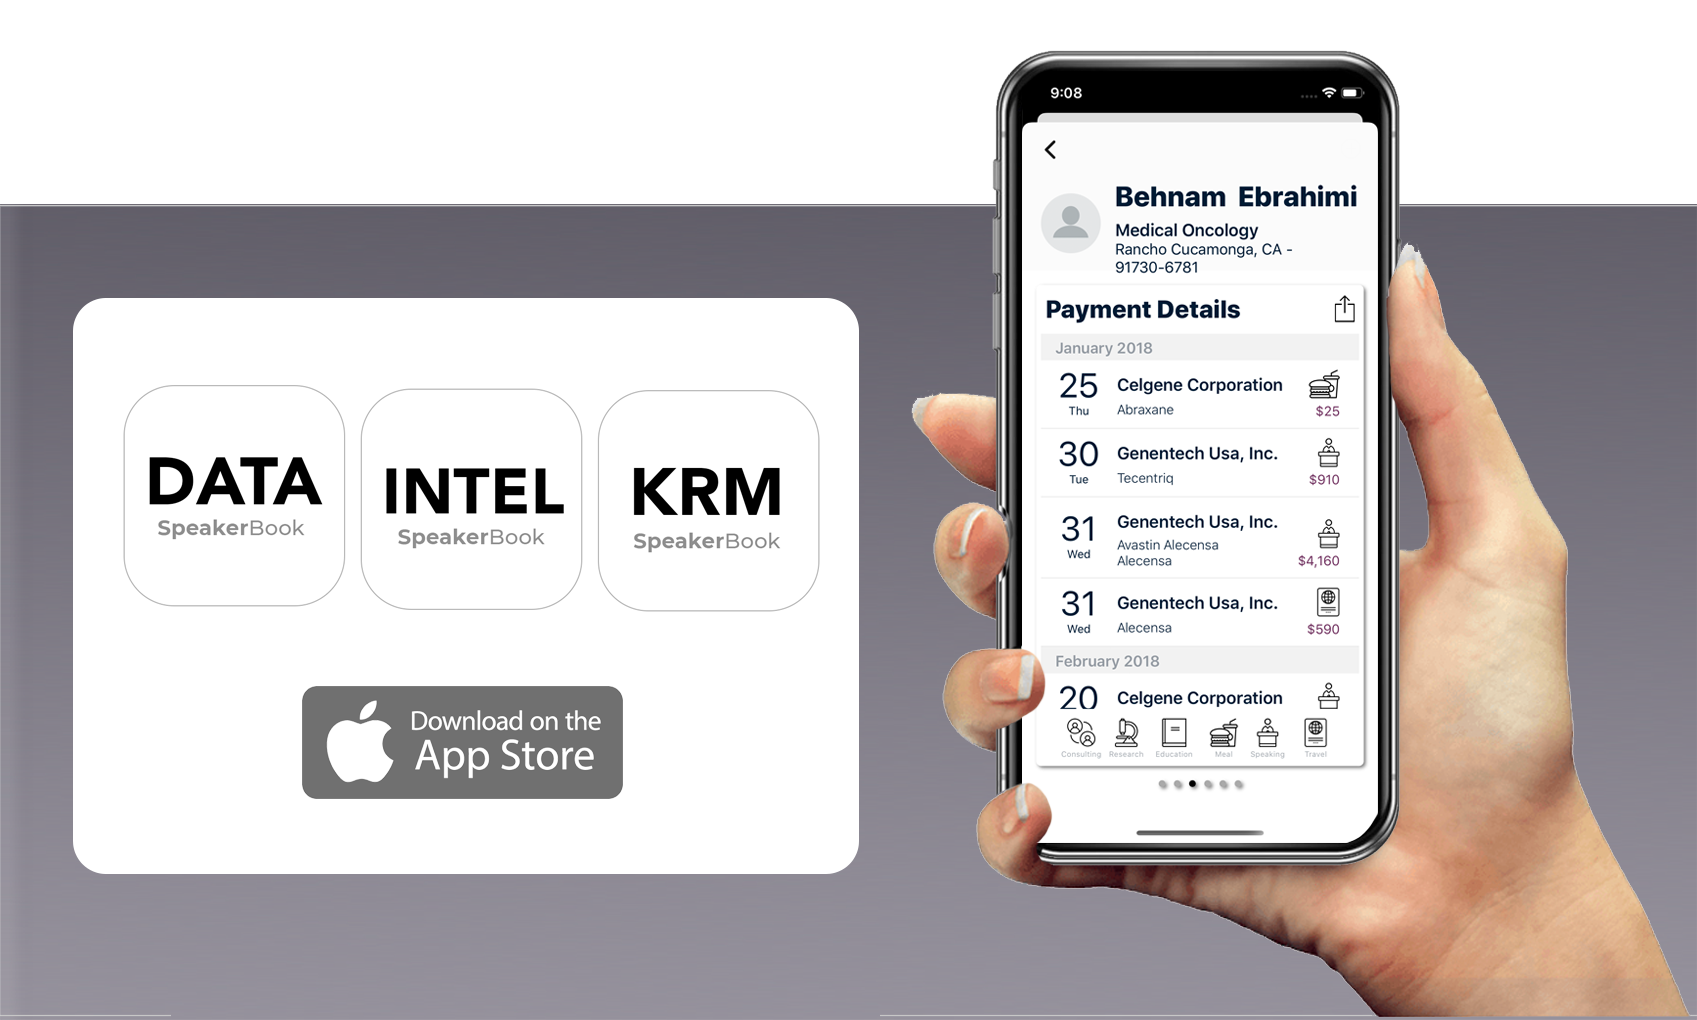 DATA
SpeakerBook
INTEL
SpeakerBook
KRM
SpeakerBook
Download on the
App Store
9:08
Behnam Ebrahimi
Medical Oncology
Rancho Cucamonga, CA -
91730-6781
Payment Details
January 2018
25 Celgene Corporation
Thu Abraxane $25
30 Genentech Usa, Inc.
Tue Tecentriq $910
31 Genentech Usa, Inc.
Wed Avastin Alecensa
Alecensa $4,160
31 Genentech Usa, Inc.
Wed Alecensa $590
February 2018
20 Celgene Corporation
Consulting Research Education Meal Speaking Travel